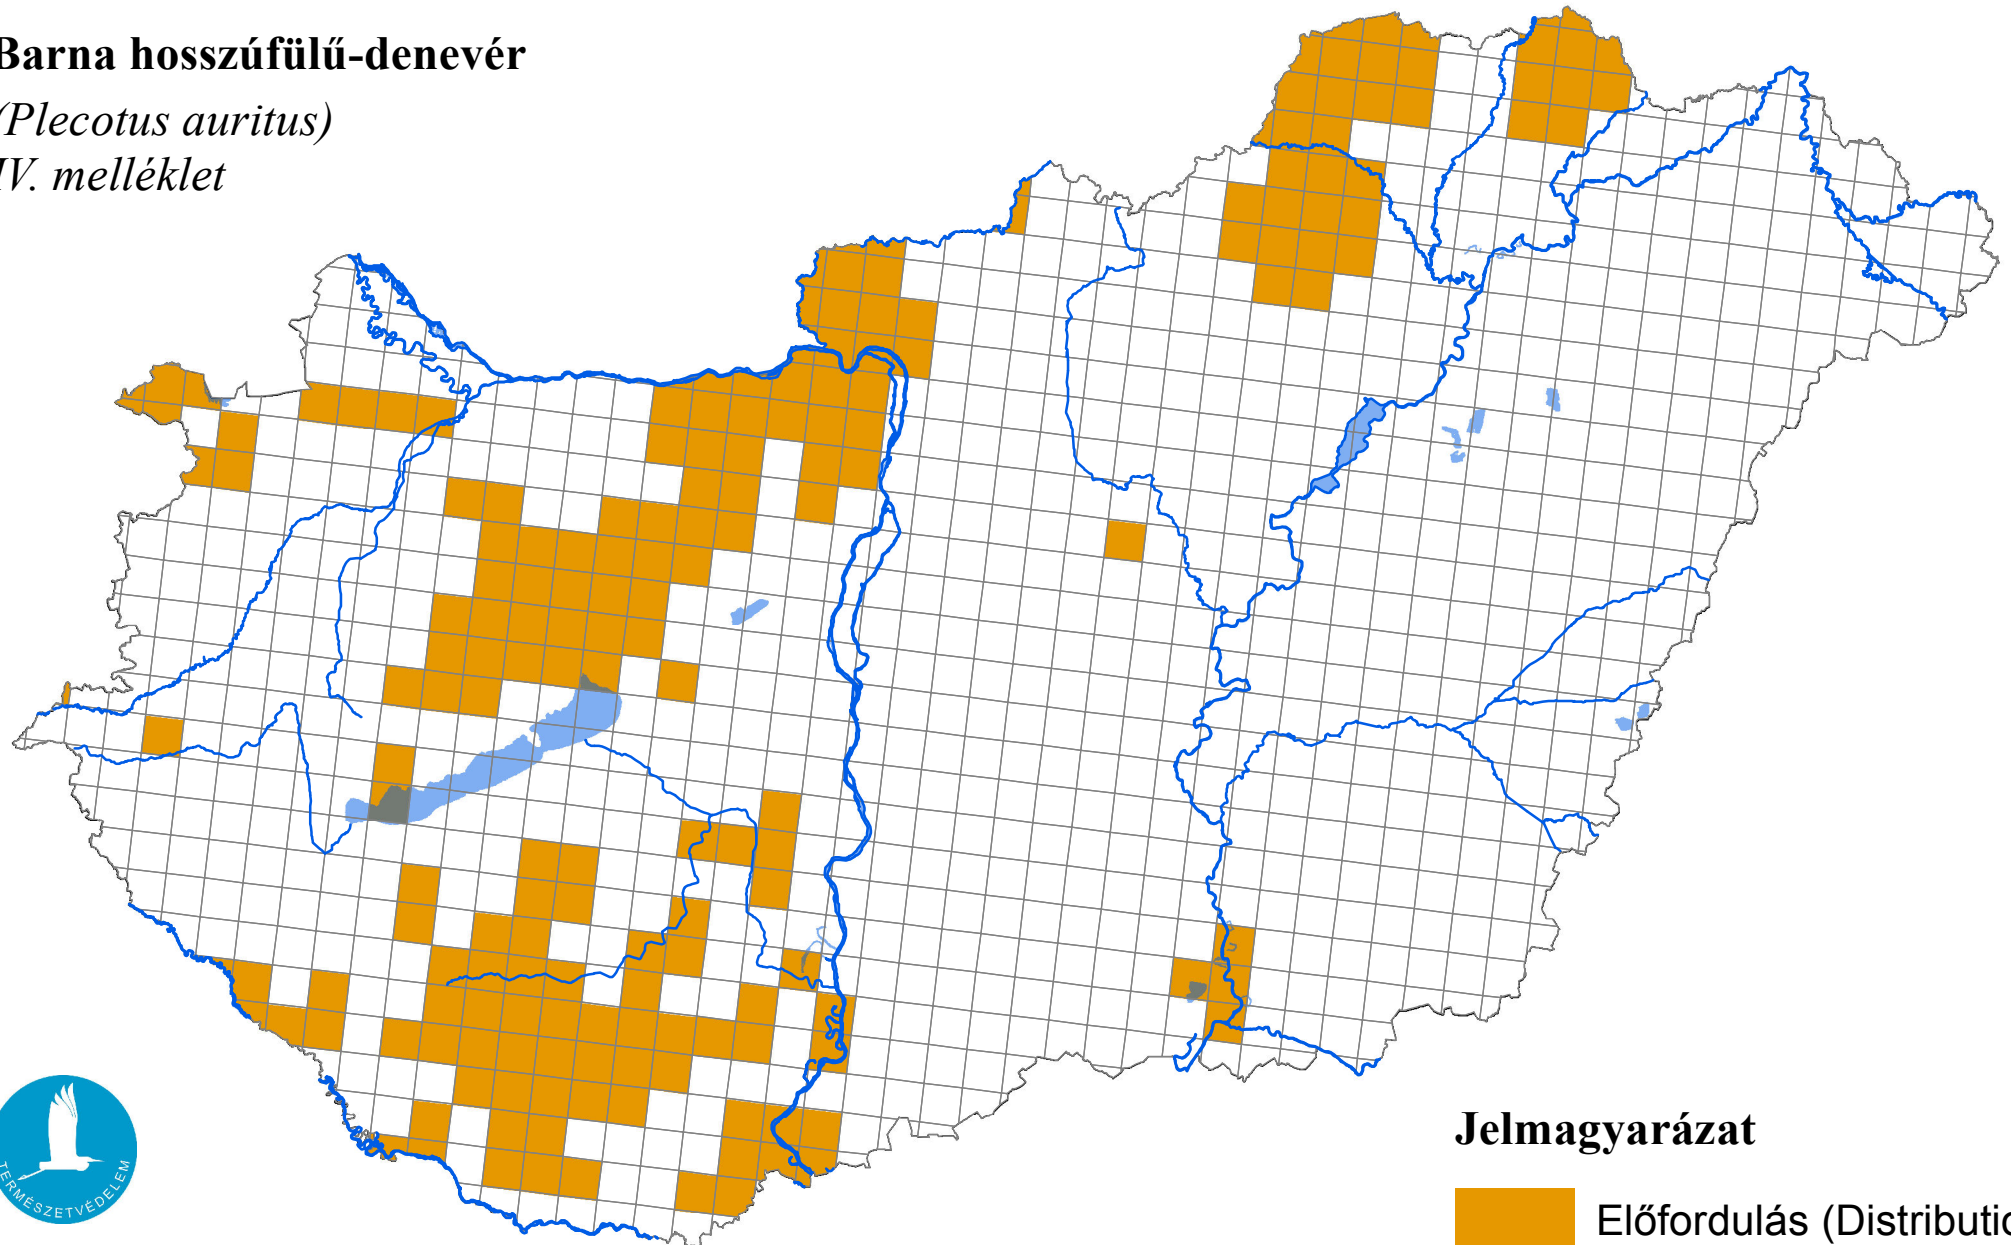 Barna hosszúfülű-denevér
(Plecotus auritus)
IV. melléklet
TERMÉSZETVÉDELEM
Jelmagyarázat
Előfordulás (Distributio